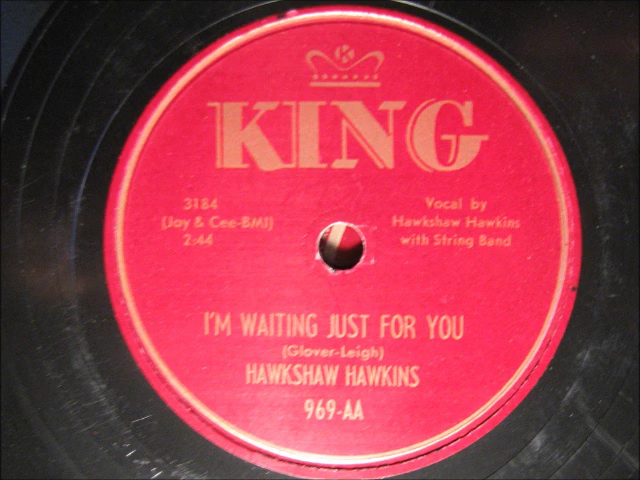 K
KING
3184
(Jay & Cee-BMI)
2:44
Vocal by
Hawkshaw Hawkins
with String Band
I'M WAITING JUST FOR YOU
(Glover-Leigh)
HAWKSHAW HAWKINS
969-AA